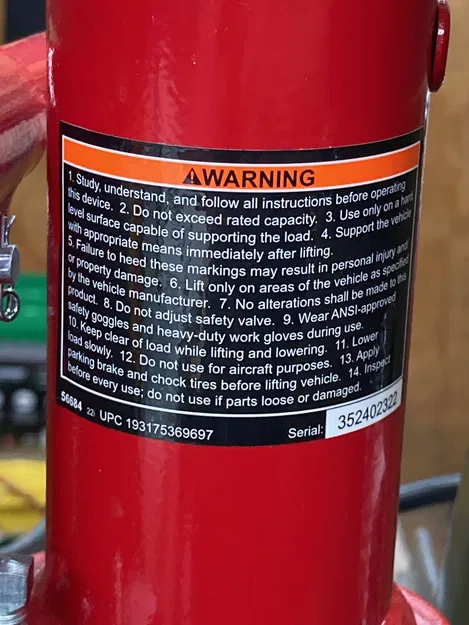 ⚠WARNING
1. Study, understand, and follow all instructions before operating
this device. 2. Do not exceed rated capacity. 3. Use only on a hard,
level surface capable of supporting the load. 4. Support the vehicle
with appropriate means immediately after lifting.
5. Failure to heed these markings may result in personal injury and
or property damage. 6. Lift only on areas of the vehicle as specified
by the vehicle manufacturer. 7. No alterations shall be made to this
product. 8. Do not adjust safety valve. 9. Wear ANSI-approved
safety goggles and heavy-duty work gloves during use.
10. Keep clear of load while lifting and lowering. 11. Lower
load slowly. 12. Do not use for aircraft purposes. 13. Apply
parking brake and chock tires before lifting vehicle. 14. Inspect
before every use; do not use if parts loose or damaged.
56684 22i UPC 193175369697 Serial: 352402322